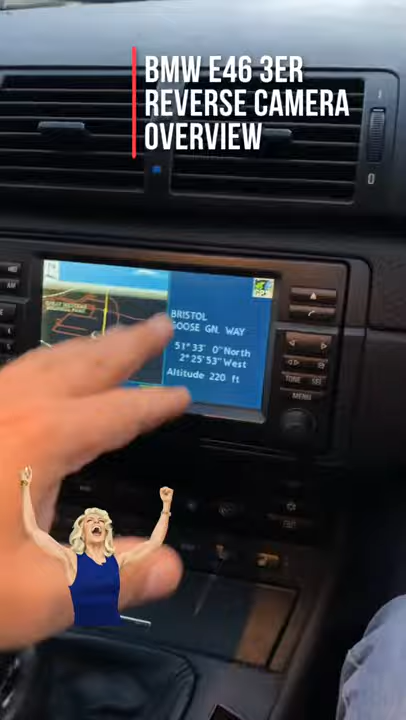 BMW E46 3ER
REVERSE CAMERA
OVERVIEW
BRISTOL
GOOSE GN. WAY
51°33' 0"North
2°25'53"West
Altitude 220 ft
TONE
SEL
MENU